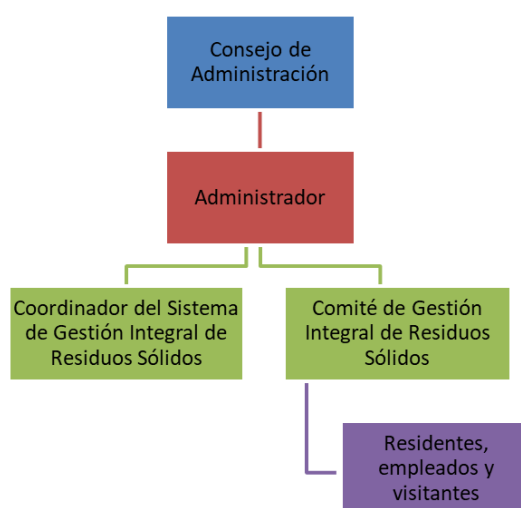 Consejo de
Administración
Administrador
Coordinador del Sistema
de Gestión Integral de
Residuos Sólidos
Comité de Gestión
Integral de Residuos
Sólidos
Residentes,
empleados y
visitantes